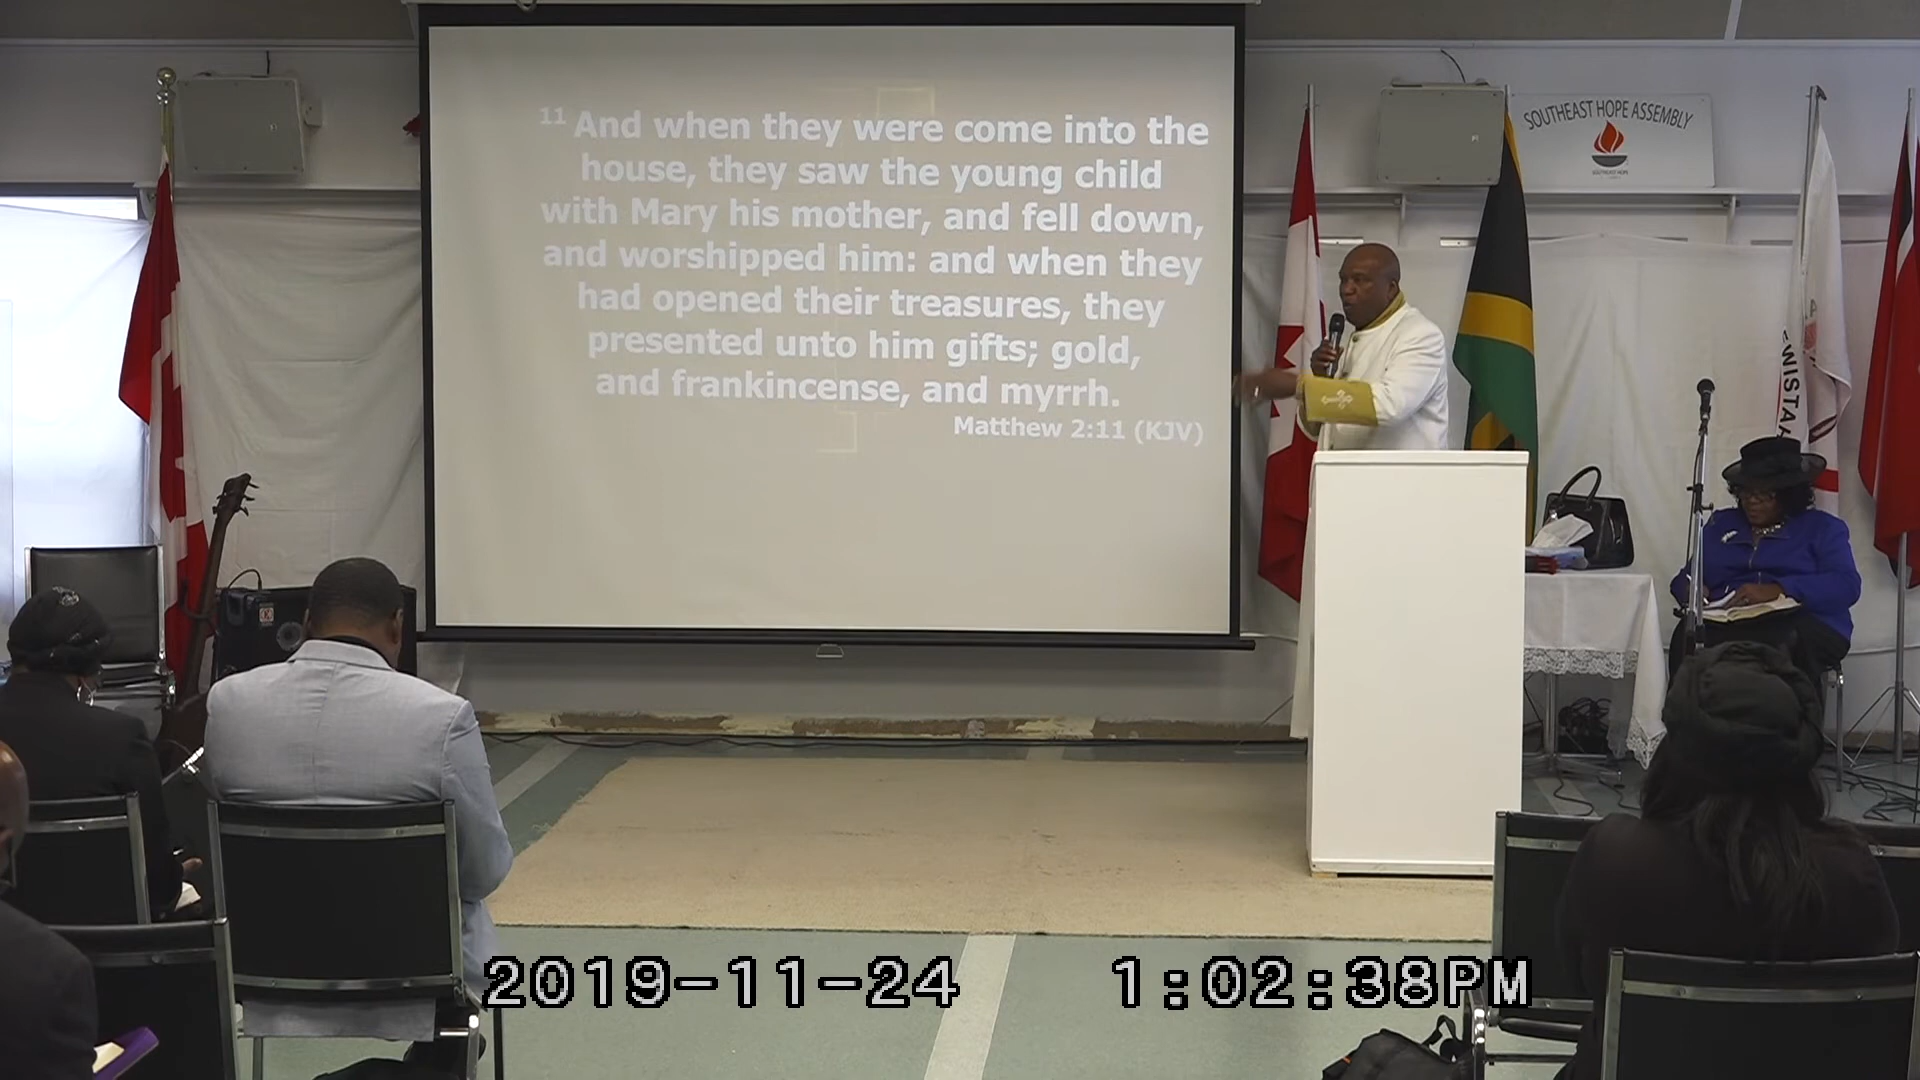 11 And when they were come into the
house, they saw the young child
with Mary his mother, and fell down,
and worshipped him: and when they
had opened their treasures, they
presented unto him gifts; gold,
and frankincense, and myrrh.
Matthew 2:11 (KJV)
SOUTHEAST HOPE ASSEMBLY
SOUTHEAST HOPE
2019-11-24 1:02:38PM